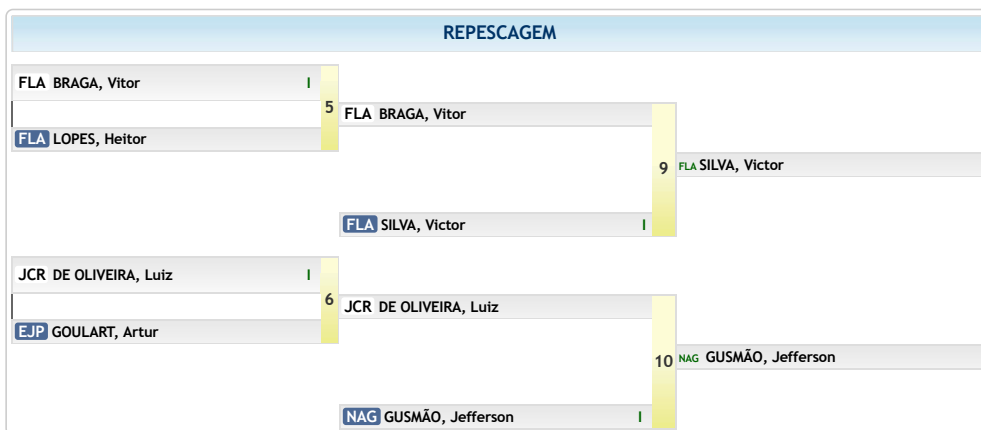 REPESCAGEM
FLA BRAGA, Vitor I
5
FLA LOPES, Heitor
FLA BRAGA, Vitor
9
FLA SILVA, Victor I
FLA SILVA, Victor
JCR DE OLIVEIRA, Luiz I
6
EJP GOULART, Artur
JCR DE OLIVEIRA, Luiz
10
NAG GUSMÃO, Jefferson I
NAG GUSMÃO, Jefferson